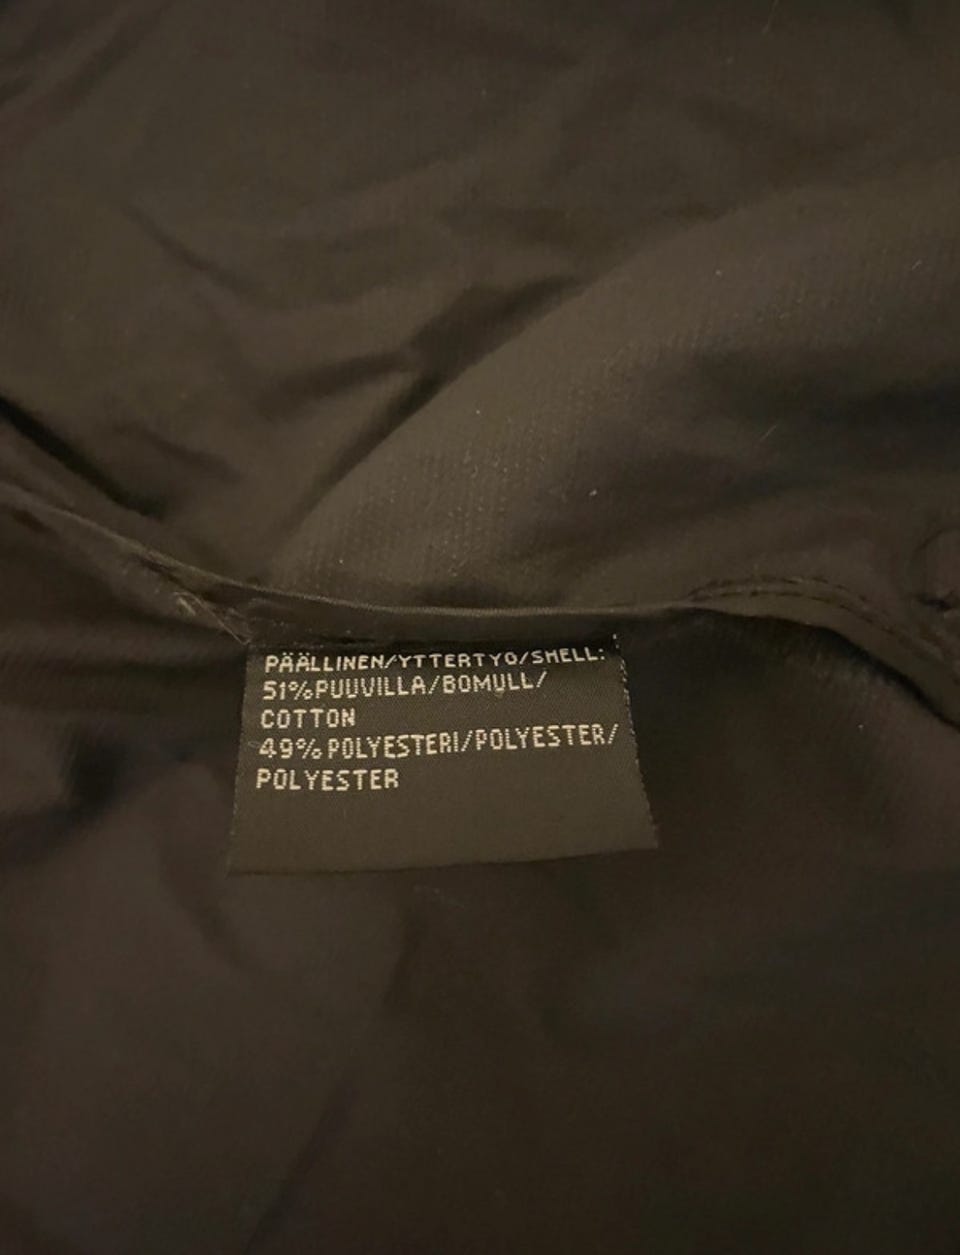 PÄÄLLINEN/YTTERTYG/SHELL:
51%PUUVILLA/BOMULL/
COTTON
49% POLYESTERI/POLYESTER/
POLYESTER